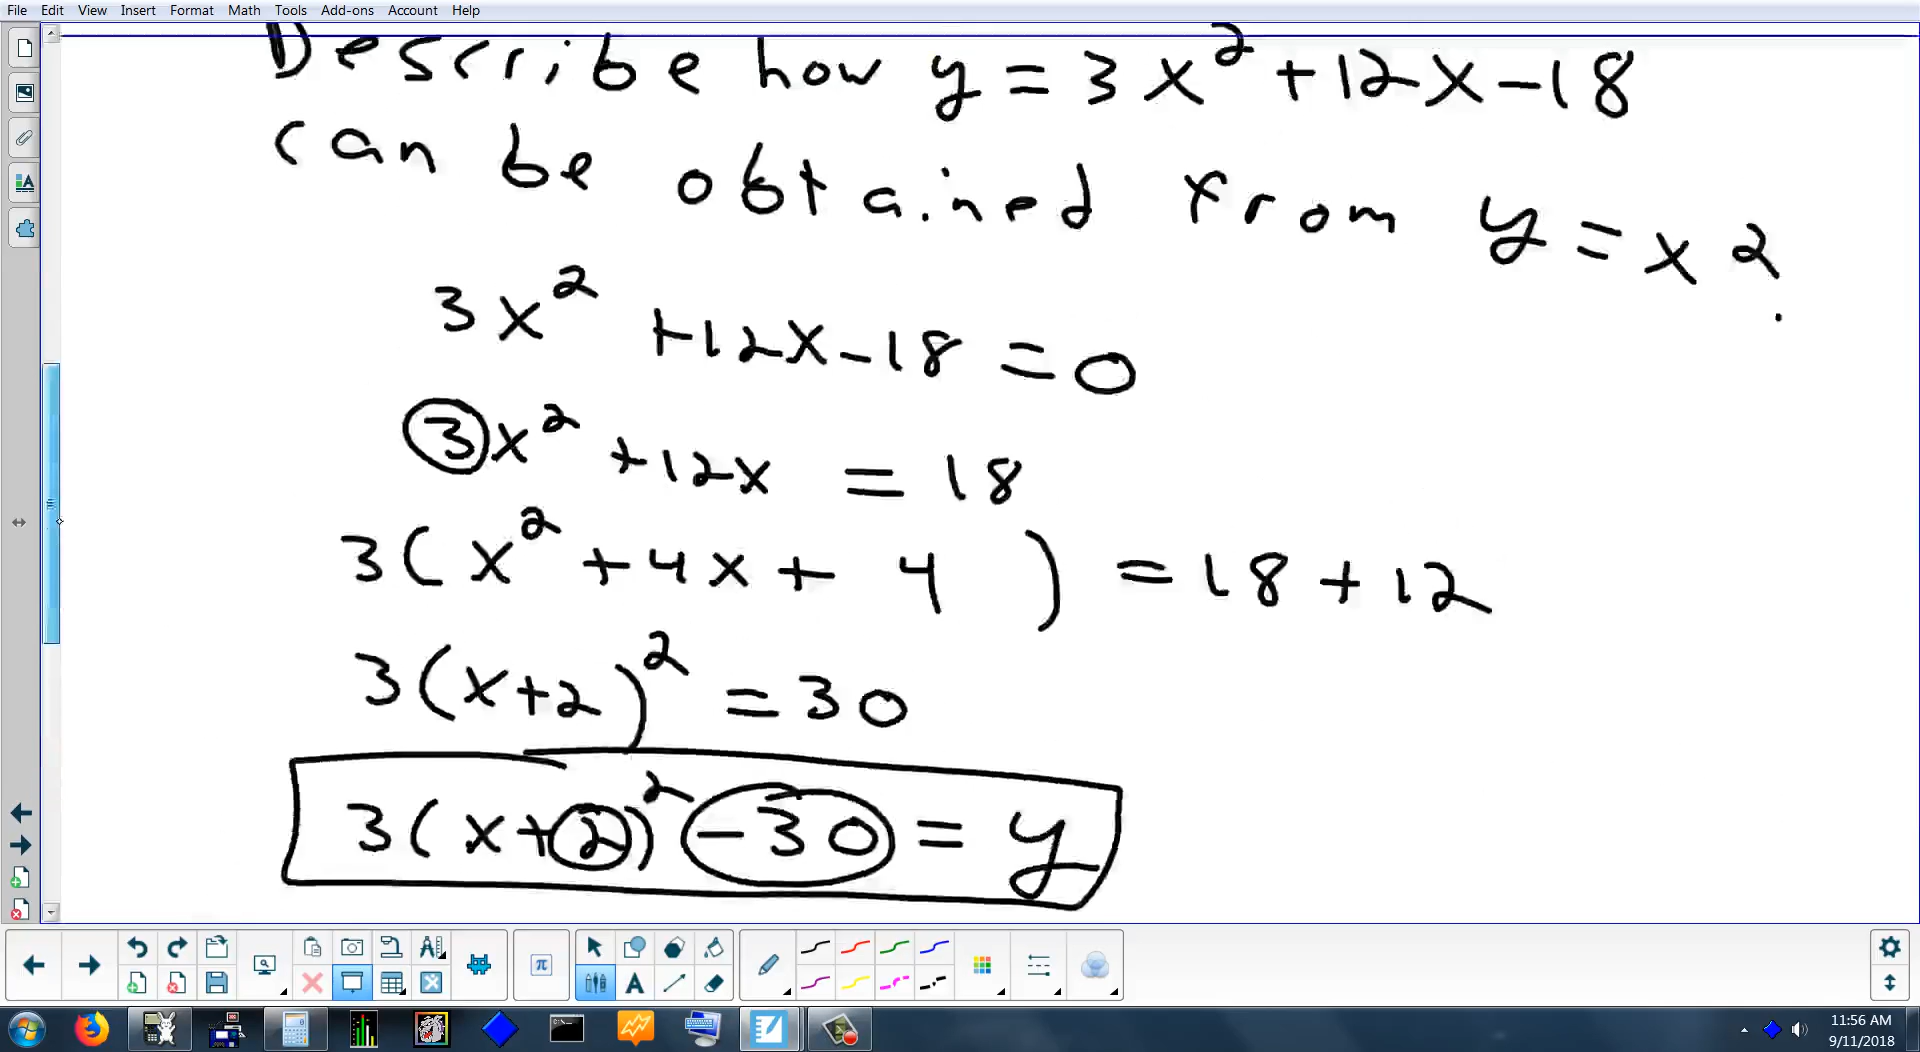 File Edit View Insert Format Math Tools Add-ons Account Help
Describe how y = 3x² + 12x - 18
can be obtained from y = x²
.
3x² + 12x - 18 = 0
3x² + 12x = 18
3(x² + 4x + 4 ) = 18 + 12
3(x+2)² = 30
3(x+2)² - 30 = y
π
A
11:56 AM
9/11/2018